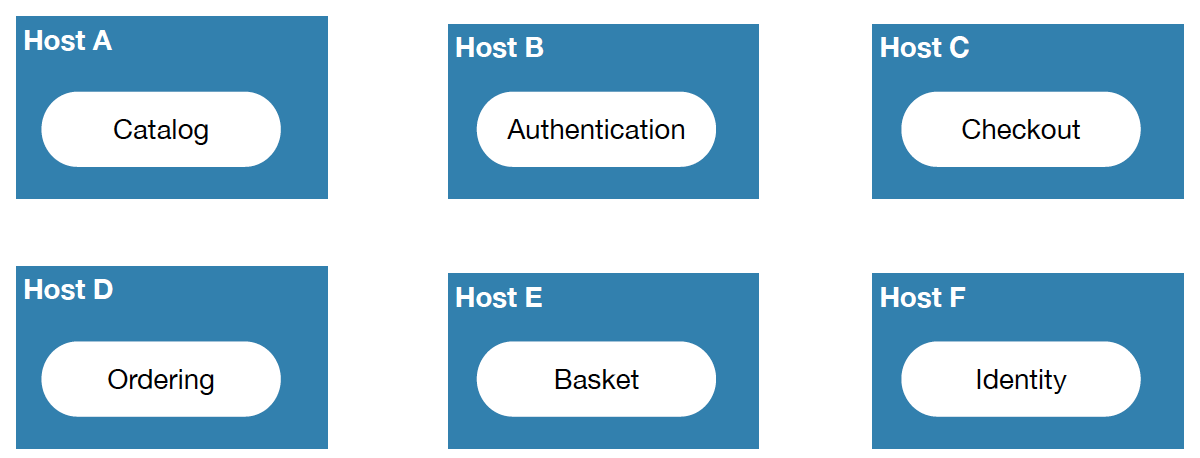 Host A
Catalog
Host B
Authentication
Host C
Checkout
Host D
Ordering
Host E
Basket
Host F
Identity